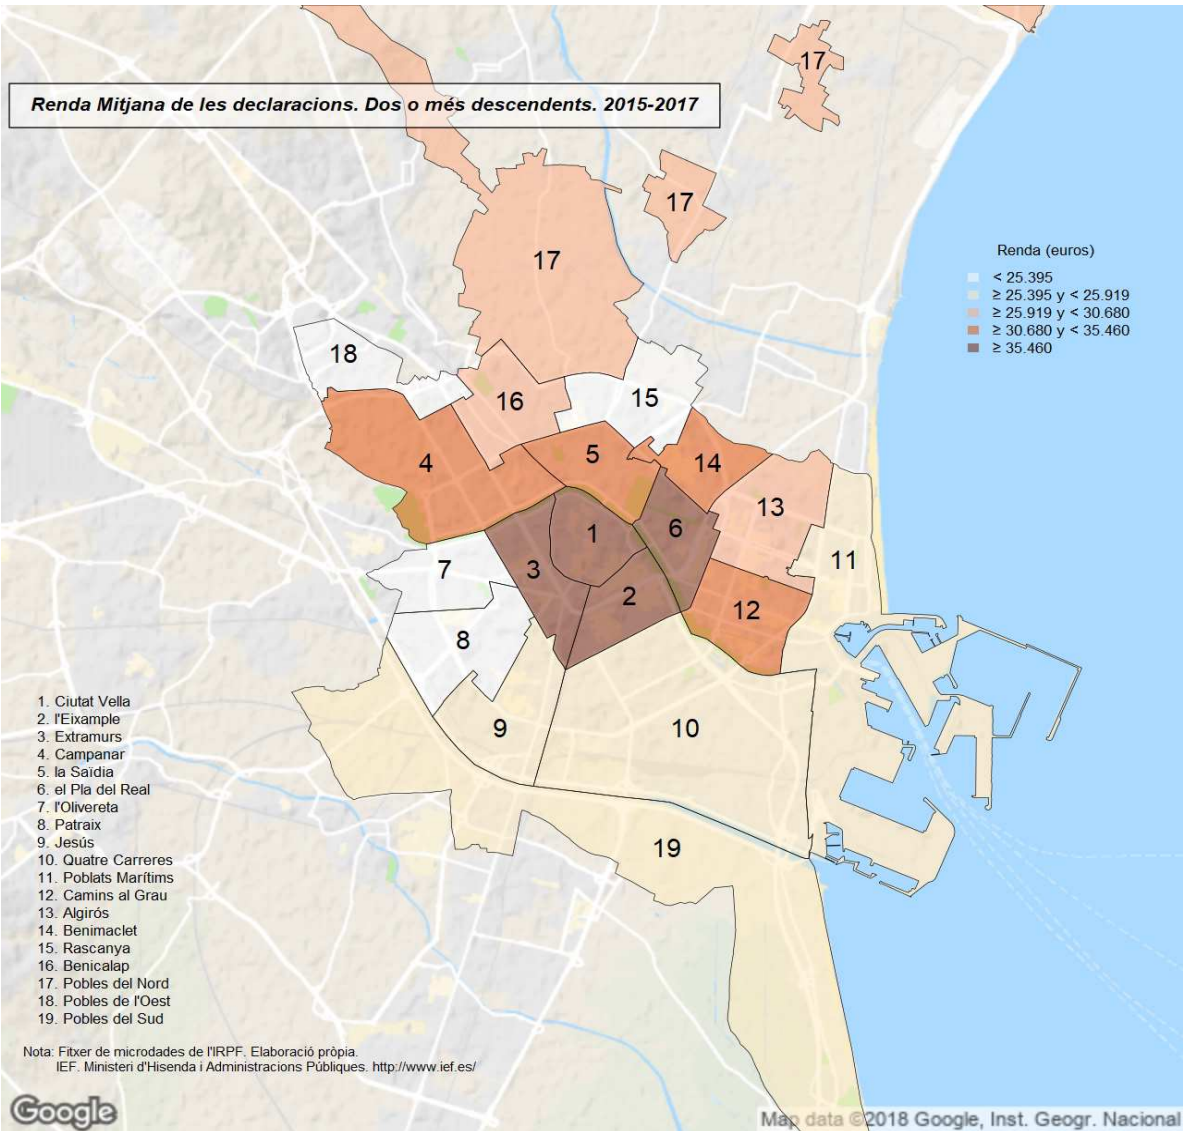 17
Renda Mitjana de les declaracions. Dos o més descendents. 2015-2017
17
17
Renda (euros)
< 25.395
≥ 25.395 y < 25.919
≥ 25.919 y < 30.680
≥ 30.680 y < 35.460
≥ 35.460
18
16
15
4
5
14
13
1
6
11
7
3
2
12
8
9
10
19
1. Ciutat Vella
2. l'Eixample
3. Extramurs
4. Campanar
5. la Saïdia
6. el Pla del Real
7. l'Olivereta
8. Patraix
9. Jesús
10. Quatre Carreres
11. Poblats Marítims
12. Camins al Grau
13. Algirós
14. Benimaclet
15. Rascanya
16. Benicalap
17. Pobles del Nord
18. Pobles de l'Oest
19. Pobles del Sud
Nota: Fitxer de microdades de l'IRPF. Elaboració pròpia.
IEF. Ministeri d'Hisenda i Administracions Públiques. http://www.ief.es/
Google
Map data ©2018 Google, Inst. Geogr. Nacional